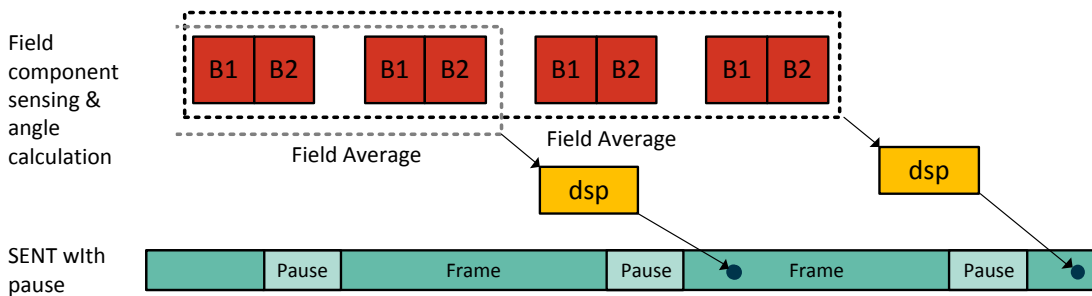 Field
component
sensing &
angle
calculation
B1 B2 B1 B2 B1 B2 B1 B2
Field Average
Field Average
dsp
dsp
SENT wIth
pause
Pause Frame Pause Frame Pause